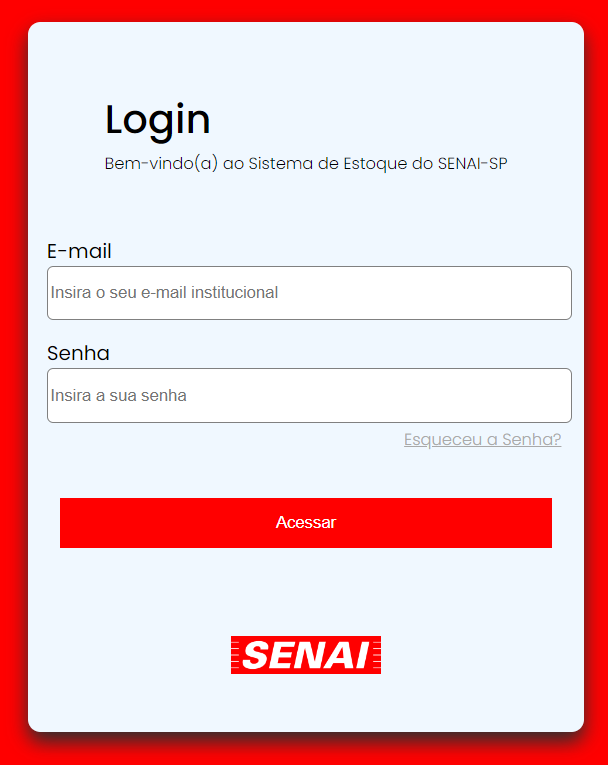 Login
Bem-vindo(a) ao Sistema de Estoque do SENAI-SP
E-mail
Insira o seu e-mail institucional
Senha
Insira a sua senha
Esqueceu a Senha?
Acessar
SENAI